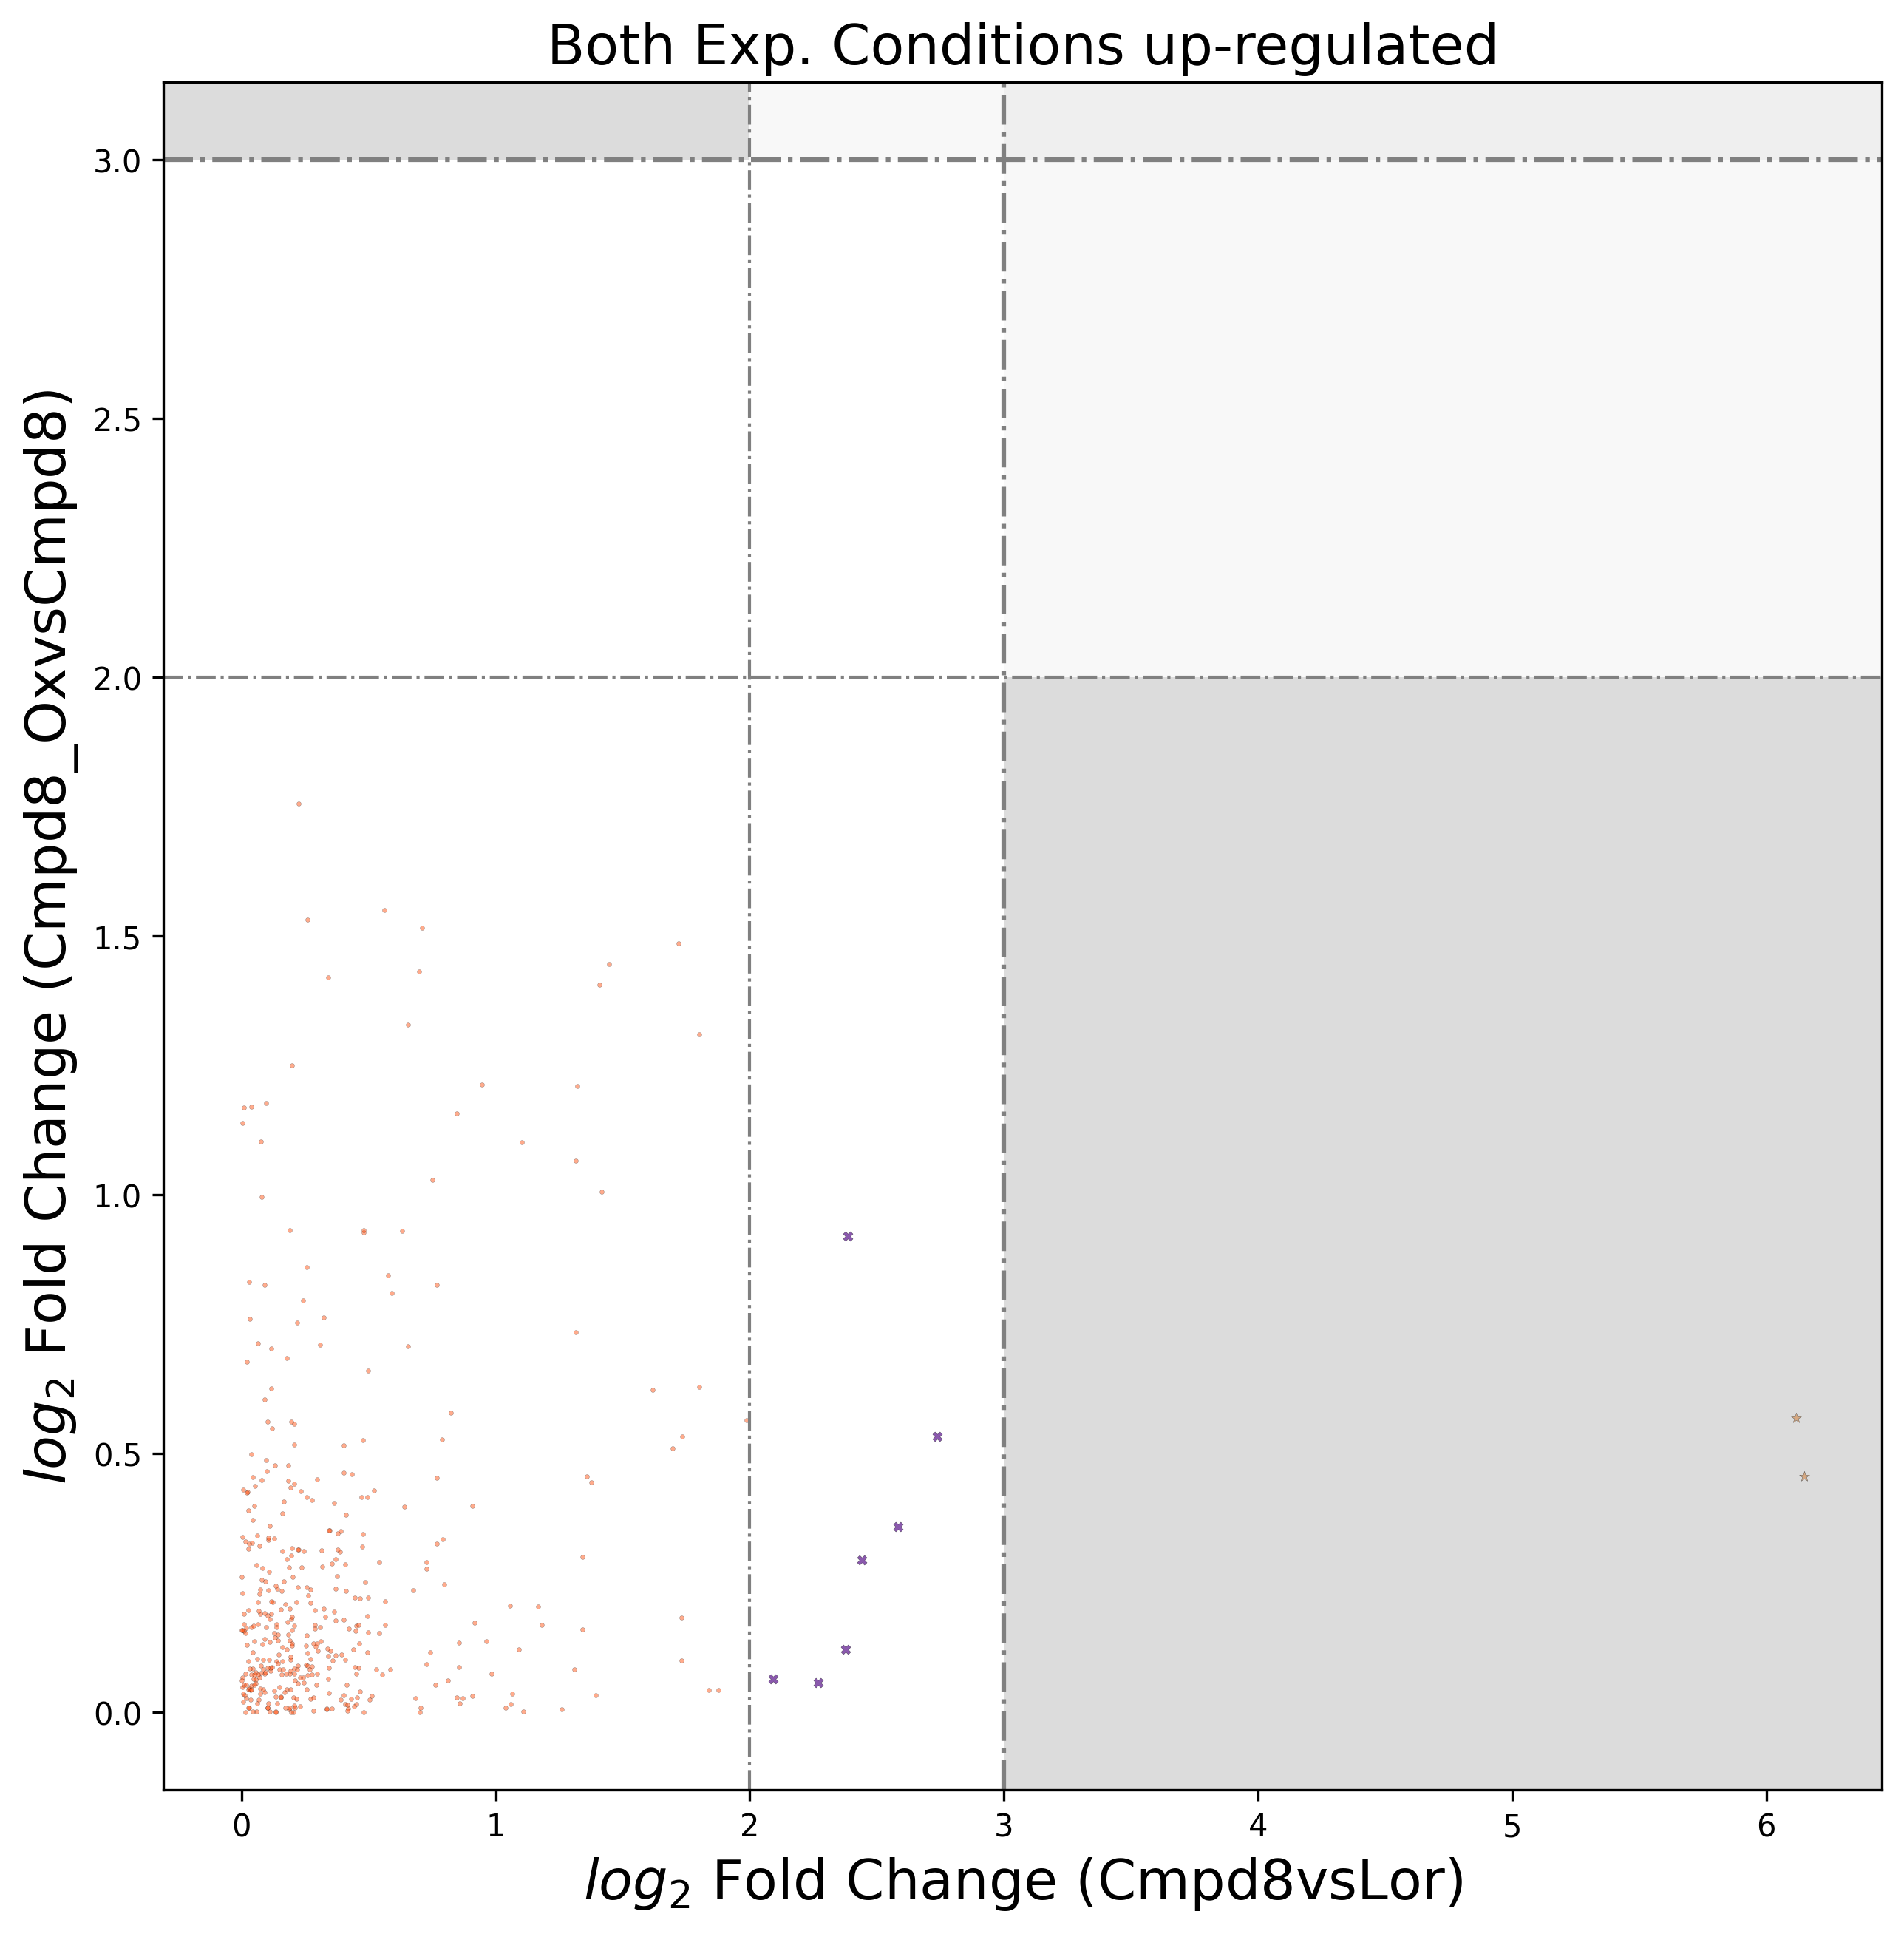 Both Exp. Conditions up-regulated
log2 Fold Change (Cmpd8_OxvsCmpd8)
3.0
2.5
2.0
1.5
1.0
0.5
0.0
0 1 2 3 4 5 6
log2 Fold Change (Cmpd8vsLor)